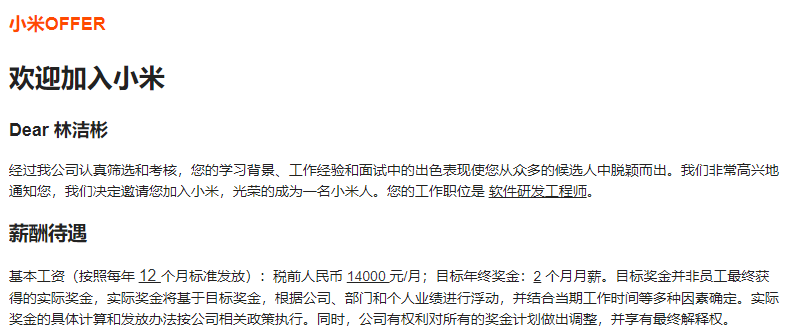 小米OFFER
欢迎加入小米
Dear 林洁彬
经过我公司认真筛选和考核，您的学习背景、工作经验和面试中的出色表现使您从众多的候选人中脱颖而出。我们非常高兴地
通知您，我们决定邀请您加入小米，光荣的成为一名小米人。您的工作职位是 软件研发工程师。
薪酬待遇
基本工资（按照每年 12 个月标准发放）：税前人民币 14000 元/月；目标年终奖金：2 个月月薪。目标奖金并非员工最终获
得的实际奖金，实际奖金将基于目标奖金，根据公司、部门和个人业绩进行浮动，并结合当期工作时间等多种因素确定。实际
奖金的具体计算和发放办法按公司相关政策执行。同时，公司有权利对所有的奖金计划做出调整，并享有最终解释权。